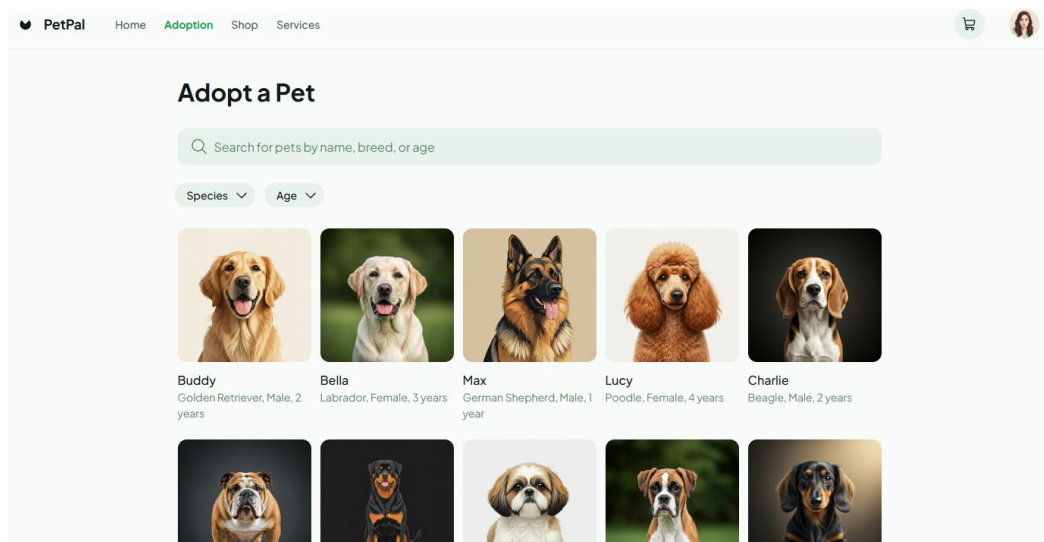 PetPal
Home
Adoption
Shop
Services
Adopt a Pet
Search for pets by name, breed, or age
Species
Age
Buddy
Golden Retriever, Male, 2
years
Bella
Labrador, Female, 3 years
Max
German Shepherd, Male, 1
year
Lucy
Poodle, Female, 4 years
Charlie
Beagle, Male, 2 years